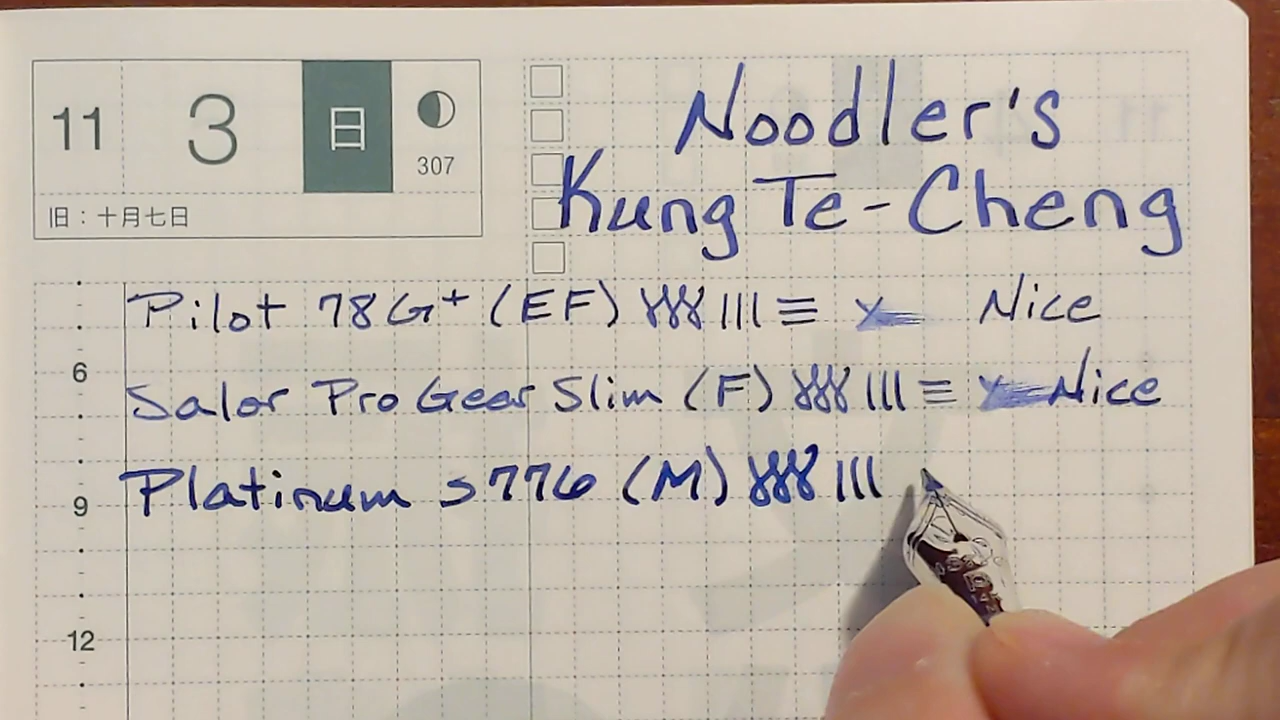 11 3 日
307
旧：十月七日
Noodler's
Kung Te-Cheng
Pilot 78G+ (EF) Nice
Sailor Pro Gear Slim (F) Nice
Platinum 3776 (M)
6
9
12